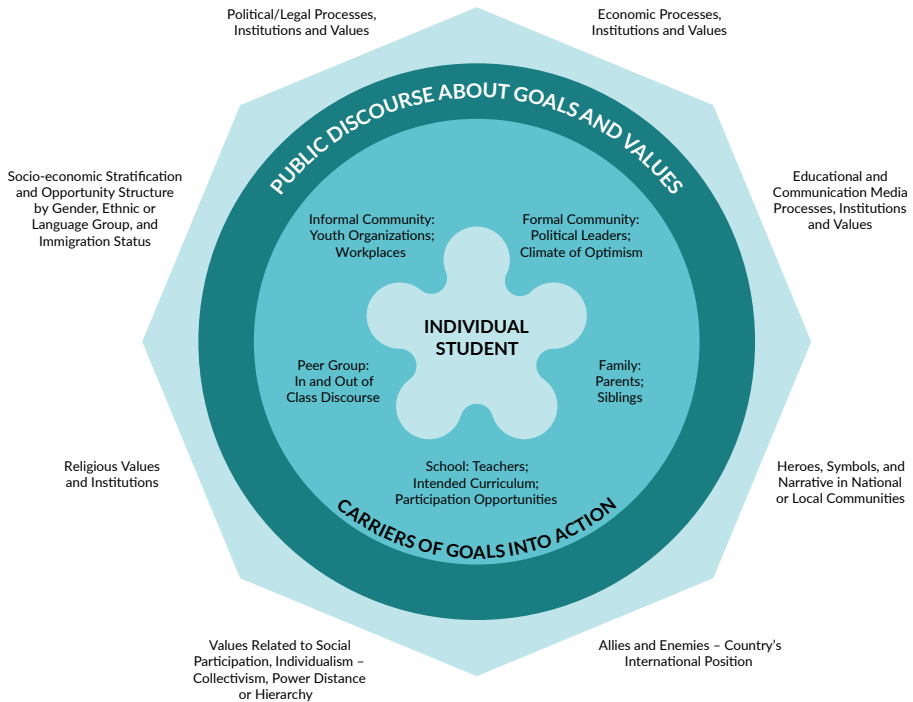 Political/Legal Processes,
Institutions and Values
Economic Processes,
Institutions and Values
PUBLIC DISCOURSE ABOUT GOALS AND VALUES
Socio-economic Stratification
and Opportunity Structure
by Gender, Ethnic or
Language Group, and
Immigration Status
Educational and
Communication Media
Processes, Institutions
and Values
Informal Community:
Youth Organizations;
Workplaces
Formal Community:
Political Leaders;
Climate of Optimism
INDIVIDUAL
STUDENT
Peer Group:
In and Out of
Class Discourse
Family:
Parents;
Siblings
School: Teachers;
Intended Curriculum;
Participation Opportunities
CARRIERS OF GOALS INTO ACTION
Religious Values
and Institutions
Heroes, Symbols, and
Narrative in National
or Local Communities
Values Related to Social
Participation, Individualism –
Collectivism, Power Distance
or Hierarchy
Allies and Enemies – Country’s
International Position